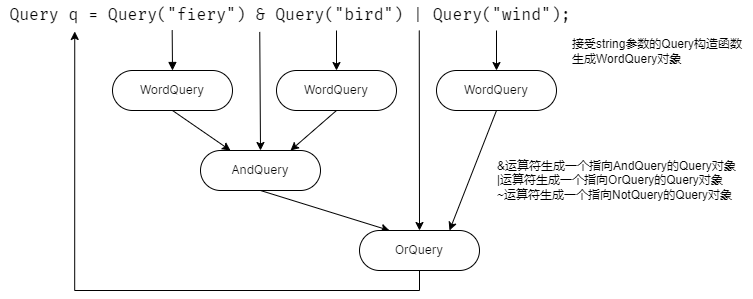 Query q = Query("fiery") & Query("bird") | Query("wind");
接受string参数的Query构造函数
生成WordQuery对象
WordQuery
WordQuery
WordQuery
AndQuery
&运算符生成一个指向AndQuery的Query对象
|运算符生成一个指向OrQuery的Query对象
~运算符生成一个指向NotQuery的Query对象
OrQuery